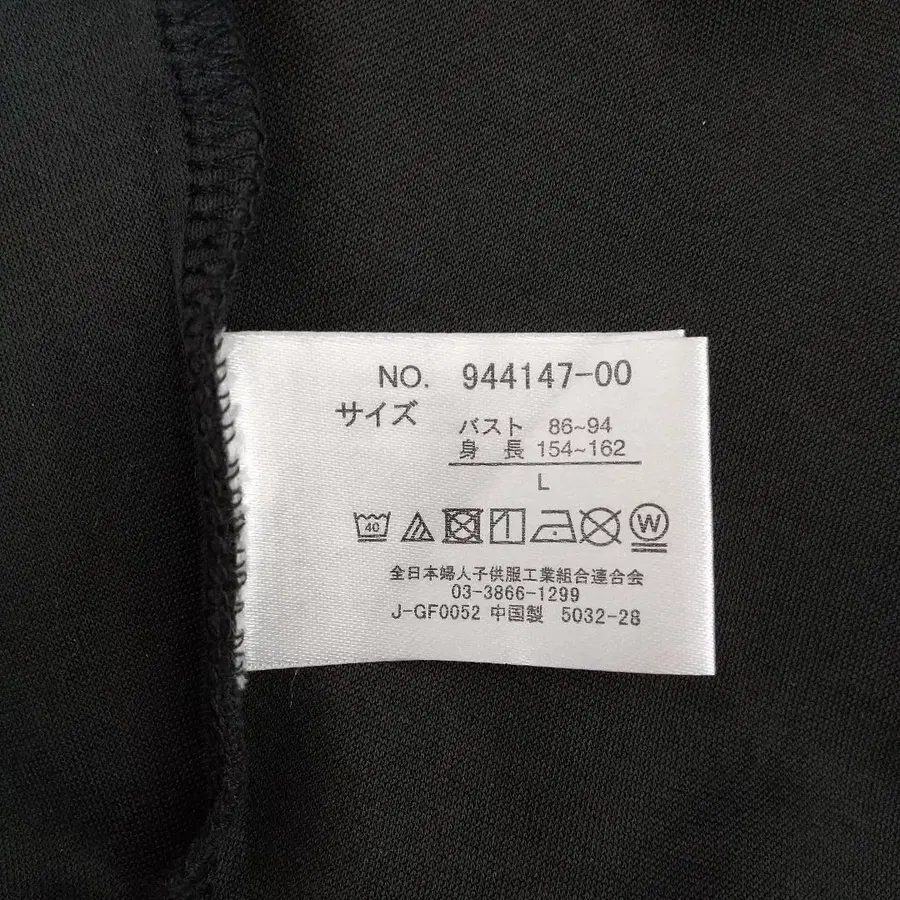 NO. 944147-00
サイズ
バスト 86~94
身長 154~162
L
40 W
全日本婦人子供服工業組合連合会
03-3866-1299
J-GF0052 中国製 5032-28